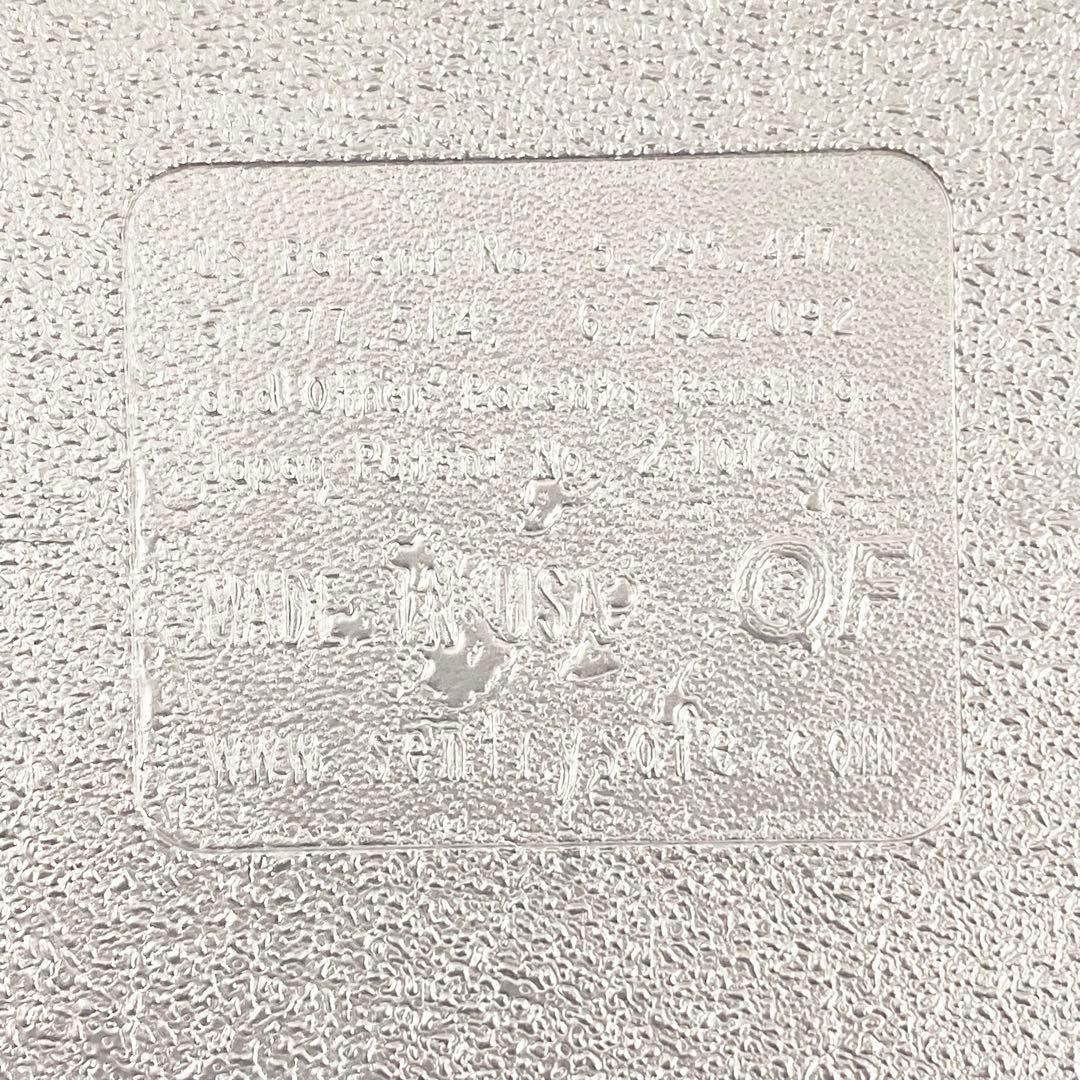 US Patent No. 5,295,447,
5,377,514, 6,752,092
and Other Patents Pending.
Japan Patent No. 2,101,961
MADE IN USA QF
www.sentrysafe.com